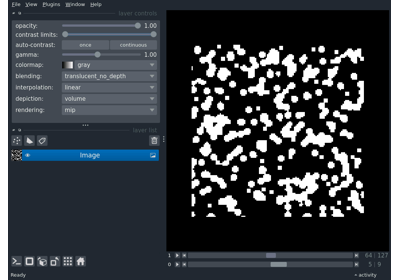 File View Plugins Window Help
layer controls
opacity: 1.00
contrast limits:
auto-contrast: once continuous
gamma: 1.00
colormap: gray
blending: translucent_no_depth
interpolation: linear
depiction: volume
rendering: mip
layer list
Image
1 64 127
0 5 9
Ready activity